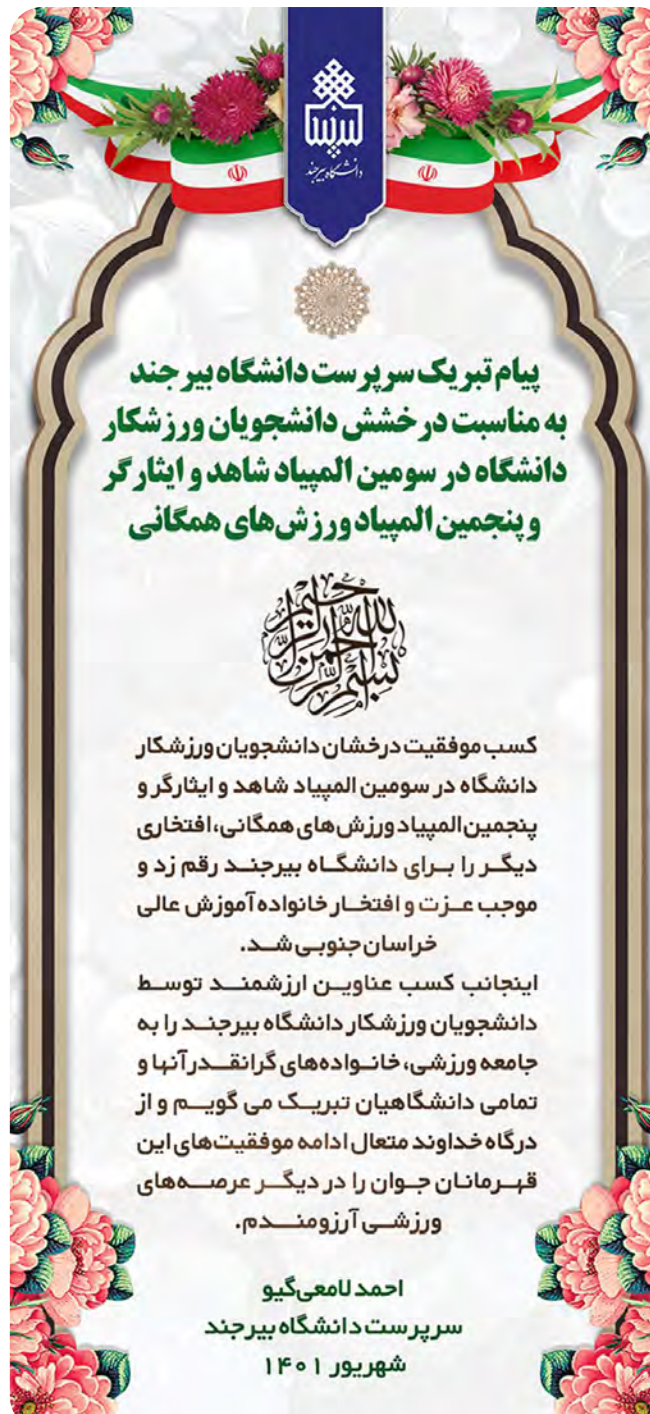 دانشگاه بیرجند
پیام تبریک سرپرست دانشگاه بیرجند
به مناسبت درخشش دانشجویان ورزشکار
دانشگاه در سومین المپیاد شاهد و ایثارگر
و پنجمین المپیاد ورزش‌های همگانی
بسم الله الرحمن الرحیم
کسب موفقیت درخشان دانشجویان ورزشکار
دانشگاه در سومین المپیاد شاهد و ایثارگر و
پنجمین المپیاد ورزش‌های همگانی، افتخاری
دیگر را برای دانشگاه بیرجند رقم زد و
موجب عزت و افتخار خانواده آموزش عالی
خراسان جنوبی شد.
اینجانب کسب عناوین ارزشمند توسط
دانشجویان ورزشکار دانشگاه بیرجند را به
جامعه ورزشی، خانواده‌های گرانقدر آنها و
تمامی دانشگاهیان تبریک می گویم و از
درگاه خداوند متعال ادامه موفقیت‌های این
قهرمانان جوان را در دیگر عرصه‌های
ورزشی آرزومندم.
احمد لامعی‌گیو
سرپرست دانشگاه بیرجند
شهریور ۱۴۰۱